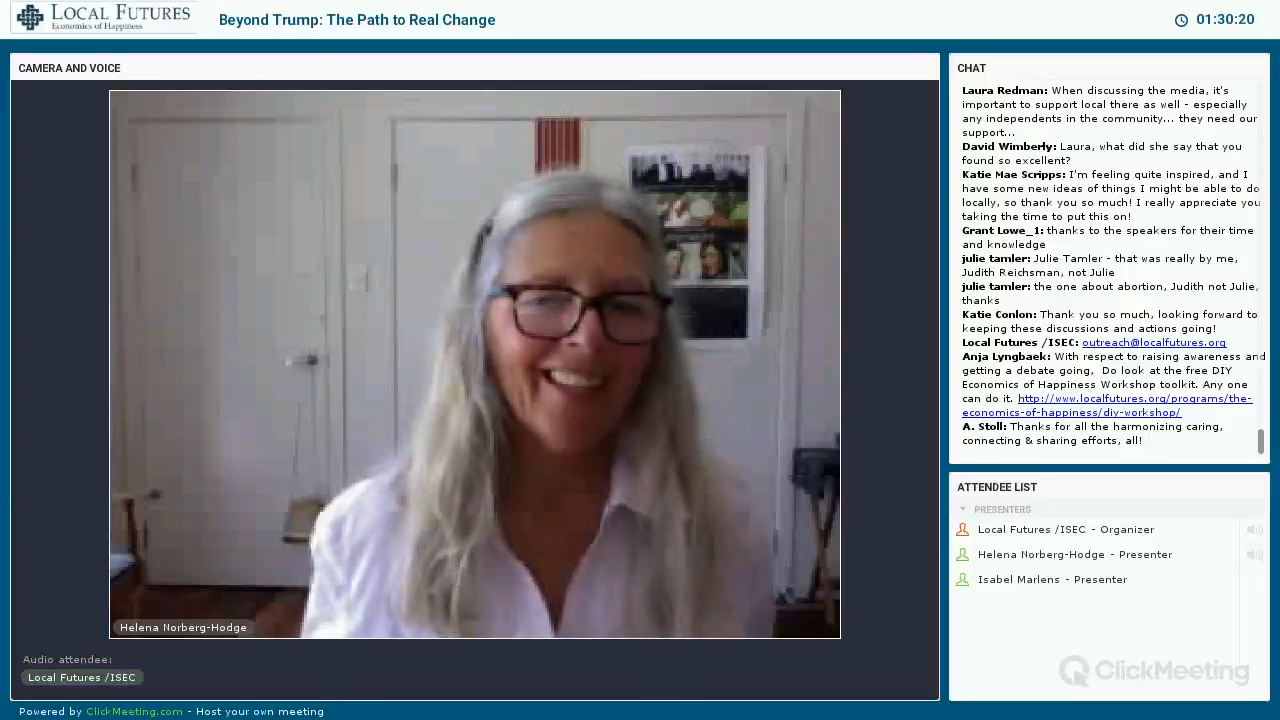 LOCAL FUTURES
Economics of Happiness
Beyond Trump: The Path to Real Change
01:30:20
CAMERA AND VOICE
Helena Norberg-Hodge
Audio attendee:
Local Futures /ISEC
CHAT
Laura Redman: When discussing the media, it's
important to support local there as well - especially
any independents in the community... they need our
support...
David Wimberly: Laura, what did she say that you
found so excellent?
Katie Mae Scripps: I'm feeling quite inspired, and I
have some new ideas of things I might be able to do
locally, so thank you so much! I really appreciate you
taking the time to put this on!
Grant Lowe_1: thanks to the speakers for their time
and knowledge
julie tamler: Julie Tamler - that was really by me,
Judith Reichsman, not Julie
julie tamler: the one about abortion, Judith not Julie,
thanks
Katie Conlon: Thank you so much, looking forward to
keeping these discussions and actions going!
Local Futures /ISEC: outreach@localfutures.org
Anja Lyngbaek: With respect to raising awareness and
getting a debate going, Do look at the free DIY
Economics of Happiness Workshop toolkit. Any one
can do it. http://www.localfutures.org/programs/the-
economics-of-happiness/diy-workshop/
A. Stoll: Thanks for all the harmonizing caring,
connecting & sharing efforts, all!
ATTENDEE LIST
PRESENTERS
Local Futures /ISEC - Organizer
Helena Norberg-Hodge - Presenter
Isabel Marlens - Presenter
ClickMeeting
Powered by ClickMeeting.com - Host your own meeting